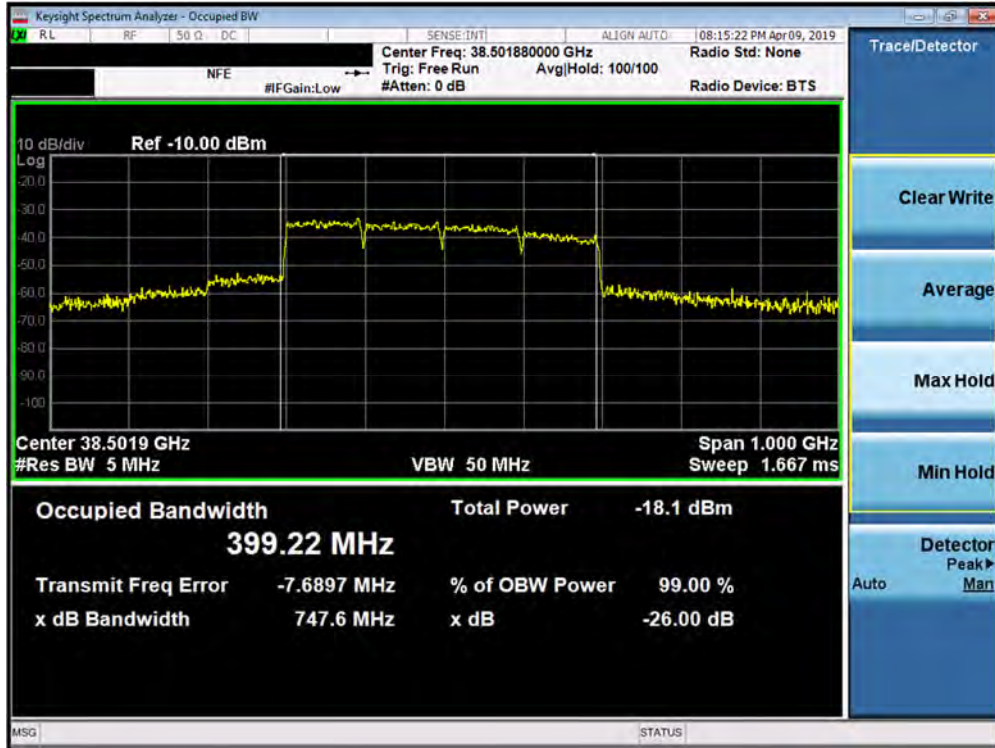 Keysight Spectrum Analyzer - Occupied BW
LXI RL RF 50 Ω DC SENSE:INT ALIGN AUTO 08:15:22 PM Apr 09, 2019
Center Freq: 38.501880000 GHz Radio Std: None
NFE Trig: Free Run Avg|Hold: 100/100
#IFGain:Low #Atten: 0 dB Radio Device: BTS
10 dB/div Ref -10.00 dBm
Log
-20.0
-30.0
-40.0
-50.0
-60.0
-70.0
-80.0
-90.0
-100
Center 38.5019 GHz Span 1.000 GHz
#Res BW 5 MHz VBW 50 MHz Sweep 1.667 ms
Occupied Bandwidth Total Power -18.1 dBm
399.22 MHz
Transmit Freq Error -7.6897 MHz % of OBW Power 99.00 %
x dB Bandwidth 747.6 MHz x dB -26.00 dB
MSG STATUS
Trace/Detector
Clear Write
Average
Max Hold
Min Hold
Detector
Peak▶
Auto Man